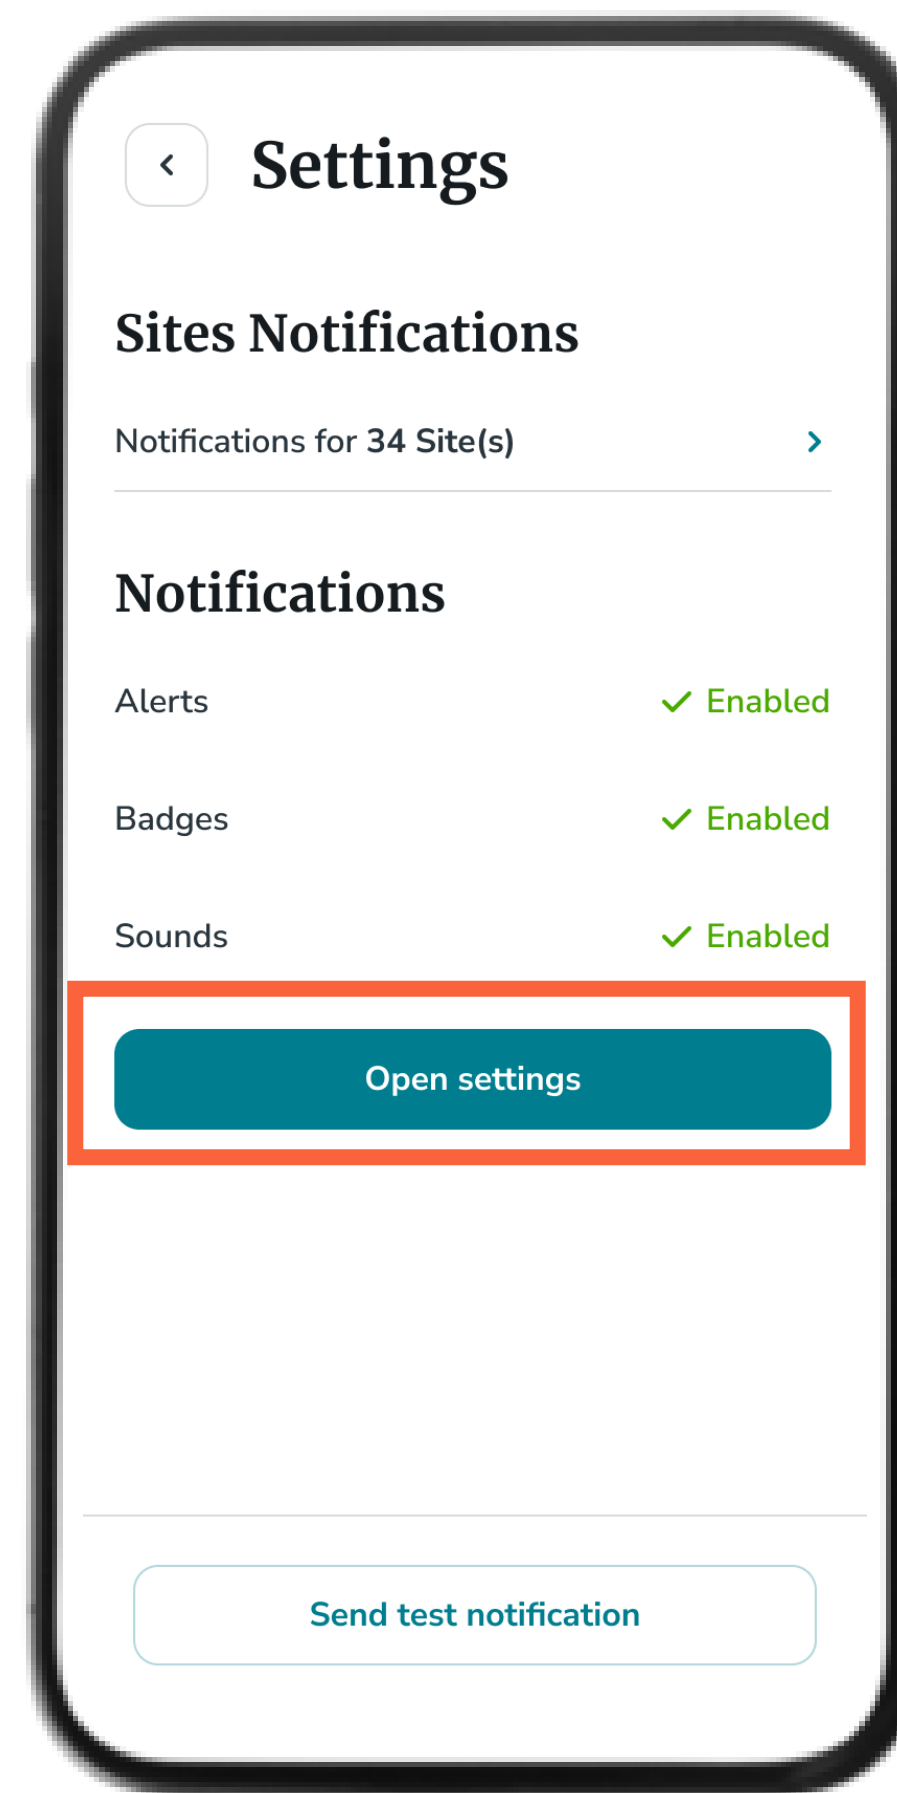 Settings
Sites Notifications
Notifications for 34 Site(s)
Notifications
Alerts Enabled
Badges Enabled
Sounds Enabled
Open settings
Send test notification